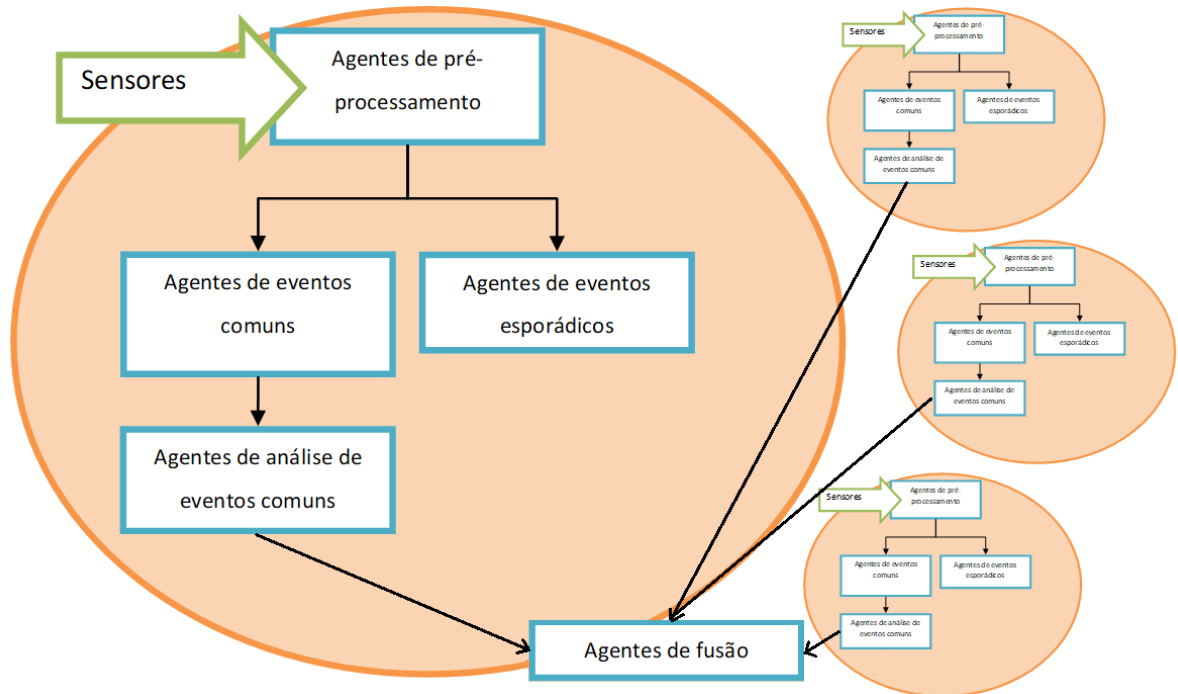 Sensores
Agentes de pré-
processamento
Agentes de eventos
comuns
Agentes de eventos
esporádicos
Agentes de análise de
eventos comuns
Agentes de fusão
Sensores
Agentes de pré-
processamento
Agentes de eventos
comuns
Agentes de eventos
esporádicos
Agentes de análise de
eventos comuns
Sensores
Agentes de pré-
processamento
Agentes de eventos
comuns
Agentes de eventos
esporádicos
Agentes de análise de
eventos comuns
Sensores
Agentes de pré-
processamento
Agentes de eventos
comuns
Agentes de eventos
esporádicos
Agentes de análise de
eventos comuns